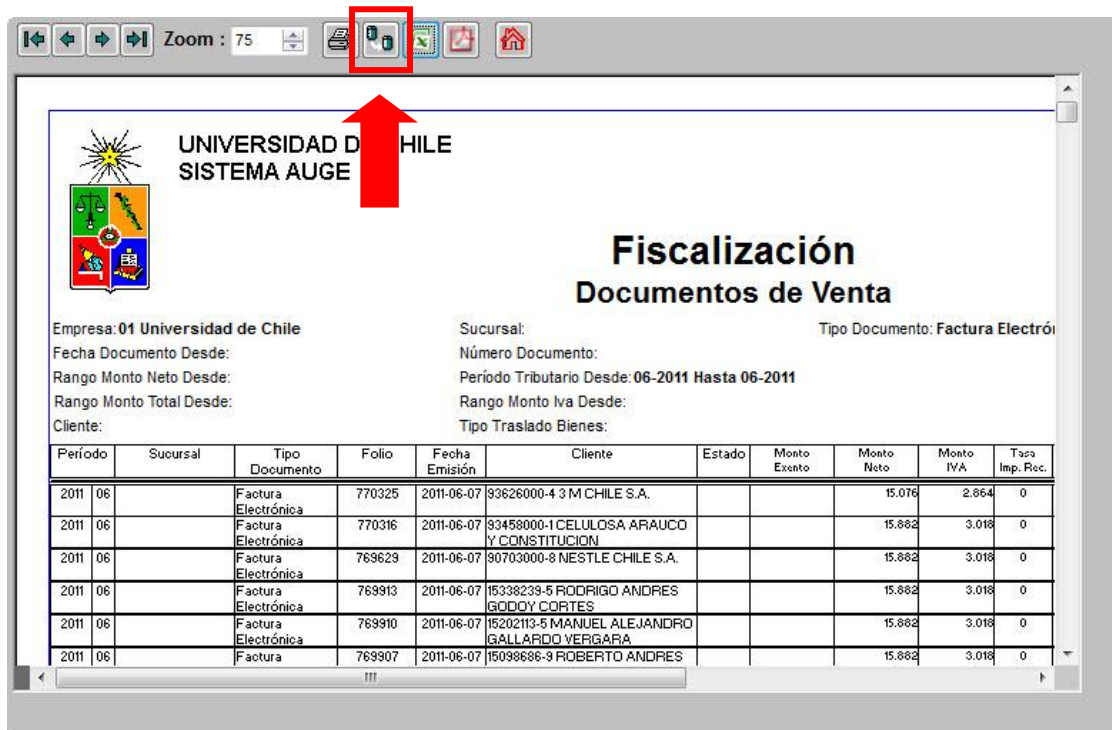 Zoom : 75
UNIVERSIDAD D HILE
SISTEMA AUGE
Fiscalización
Documentos de Venta
Empresa: 01 Universidad de Chile Sucursal: Tipo Documento: Factura Electró
Fecha Documento Desde: Número Documento:
Rango Monto Neto Desde: Período Tributario Desde: 06-2011 Hasta 06-2011
Rango Monto Total Desde: Rango Monto Iva Desde:
Cliente: Tipo Traslado Bienes:
Período Sucursal Tipo Documento Folio Fecha Emisión Cliente Estado Monto Exento Monto Neto Monto IVA Tasa Imp. Rec.
2011 06 Factura Electrónica 770325 2011-06-07 93626000-4 3 M CHILE S.A. 15.076 2.864 0
2011 06 Factura Electrónica 770316 2011-06-07 93458000-1 CELULOSA ARAUCO Y CONSTITUCION 15.882 3.018 0
2011 06 Factura Electrónica 769629 2011-06-07 90703000-8 NESTLE CHILE S.A. 15.882 3.018 0
2011 06 Factura Electrónica 769913 2011-06-07 15338239-5 RODRIGO ANDRES GODOY CORTES 15.882 3.018 0
2011 06 Factura Electrónica 769910 2011-06-07 15202113-5 MANUEL ALEJANDRO GALLARDO VERGARA 15.882 3.018 0
2011 06 Factura 769907 2011-06-07 15098686-9 ROBERTO ANDRES 15.882 3.018 0